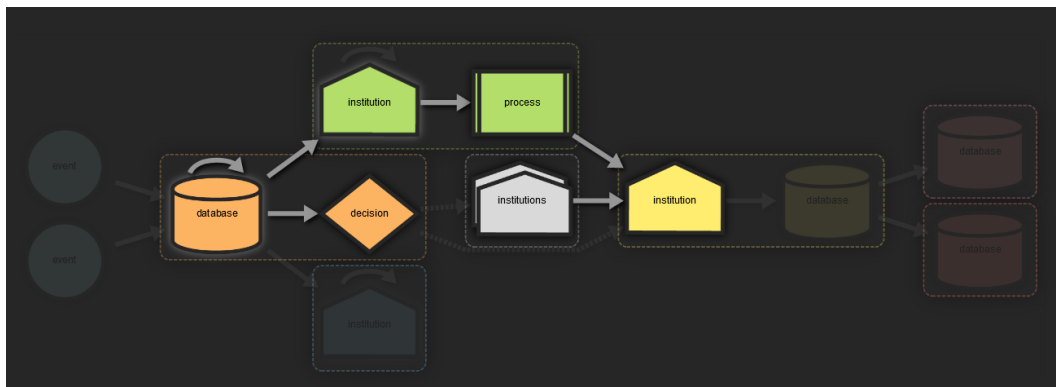 institution
process
event
database
database
decision
institutions
institution
database
event
database
institution